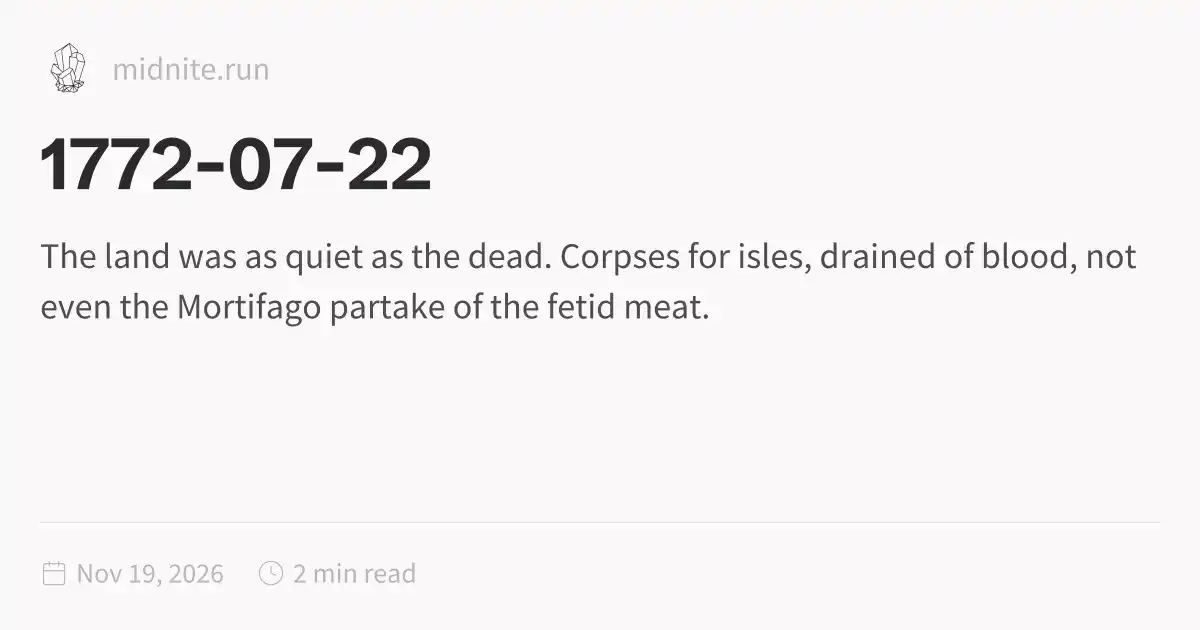 midnite.run
1772-07-22
The land was as quiet as the dead. Corpses for isles, drained of blood, not
even the Mortifago partake of the fetid meat.
Nov 19, 2026 2 min read